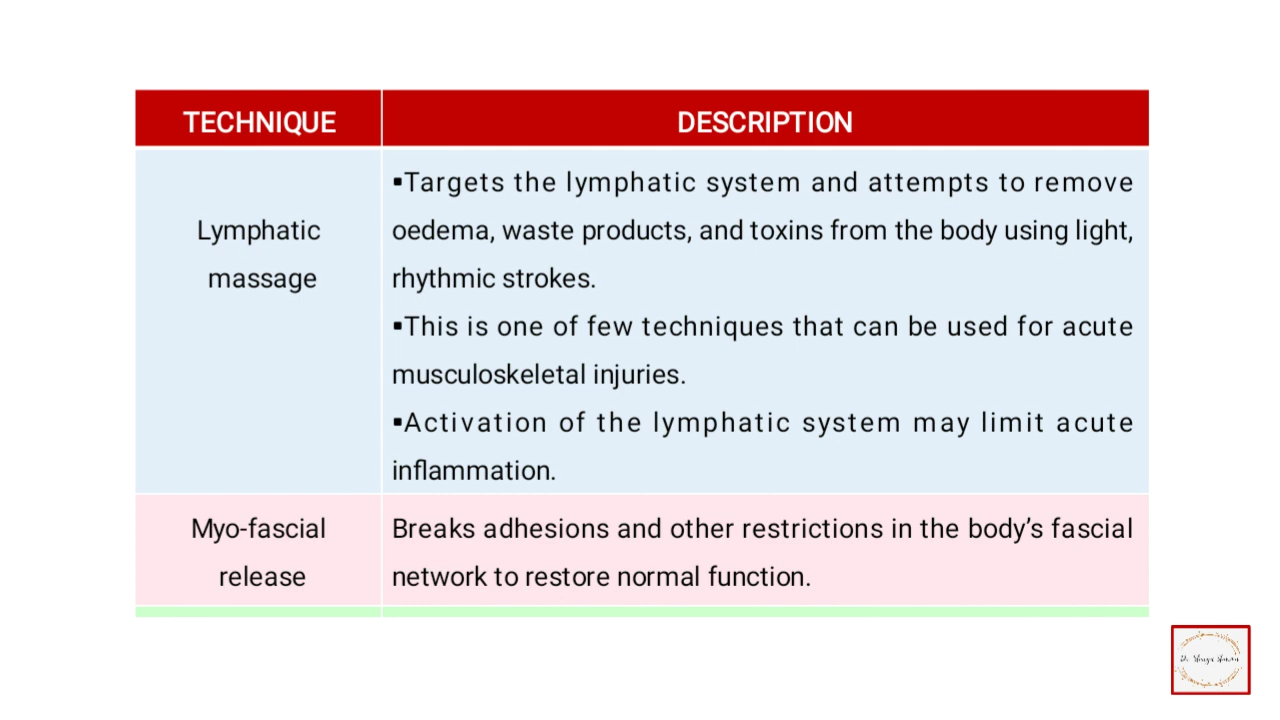 TECHNIQUE
DESCRIPTION
Lymphatic
massage
▪Targets the lymphatic system and attempts to remove
oedema, waste products, and toxins from the body using light,
rhythmic strokes.
▪This is one of few techniques that can be used for acute
musculoskeletal injuries.
▪Activation of the lymphatic system may limit acute
inflammation.
Myo-fascial
release
Breaks adhesions and other restrictions in the body’s fascial
network to restore normal function.
Dr.